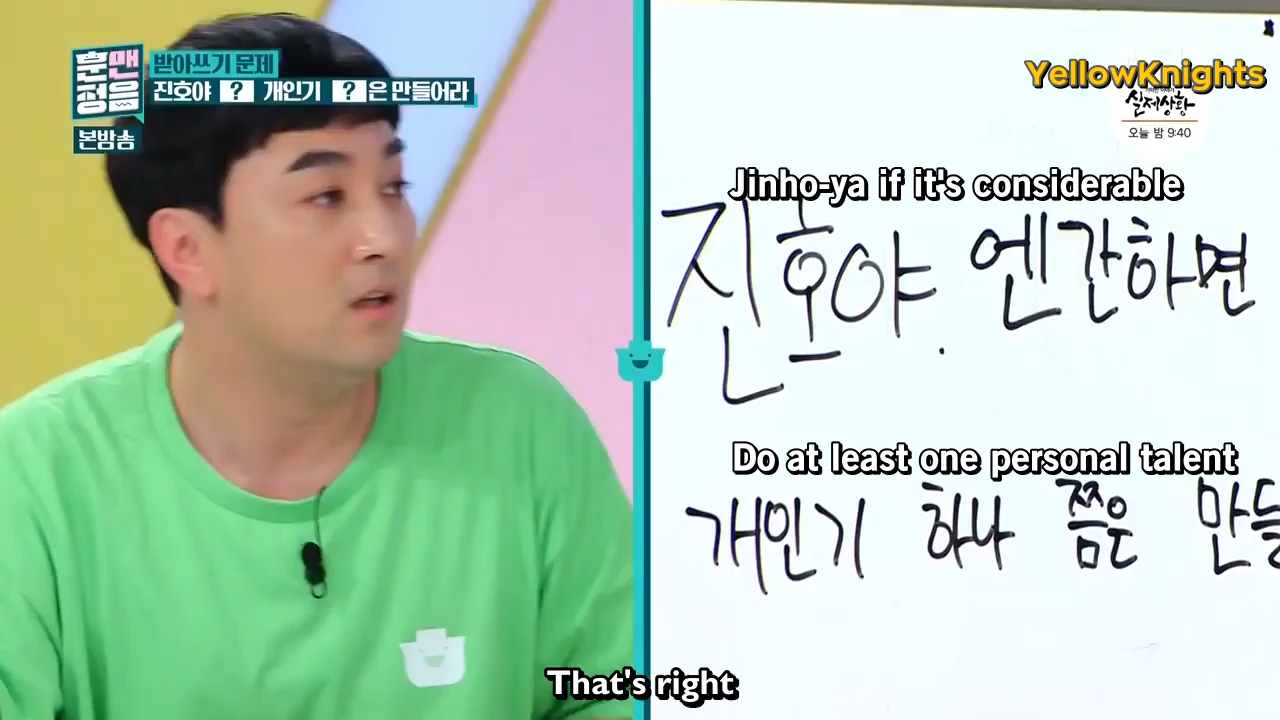 훈맨
정음
본방송
받아쓰기 문제
진호야 ? 개인기 ?은 만들어라
YellowKnights
실제상황
오늘 밤 9:40
Jinho-ya if it's considerable
진호야. 엔간하면
Do at least one personal talent
개인기 하나 쯤은 만들
That's right